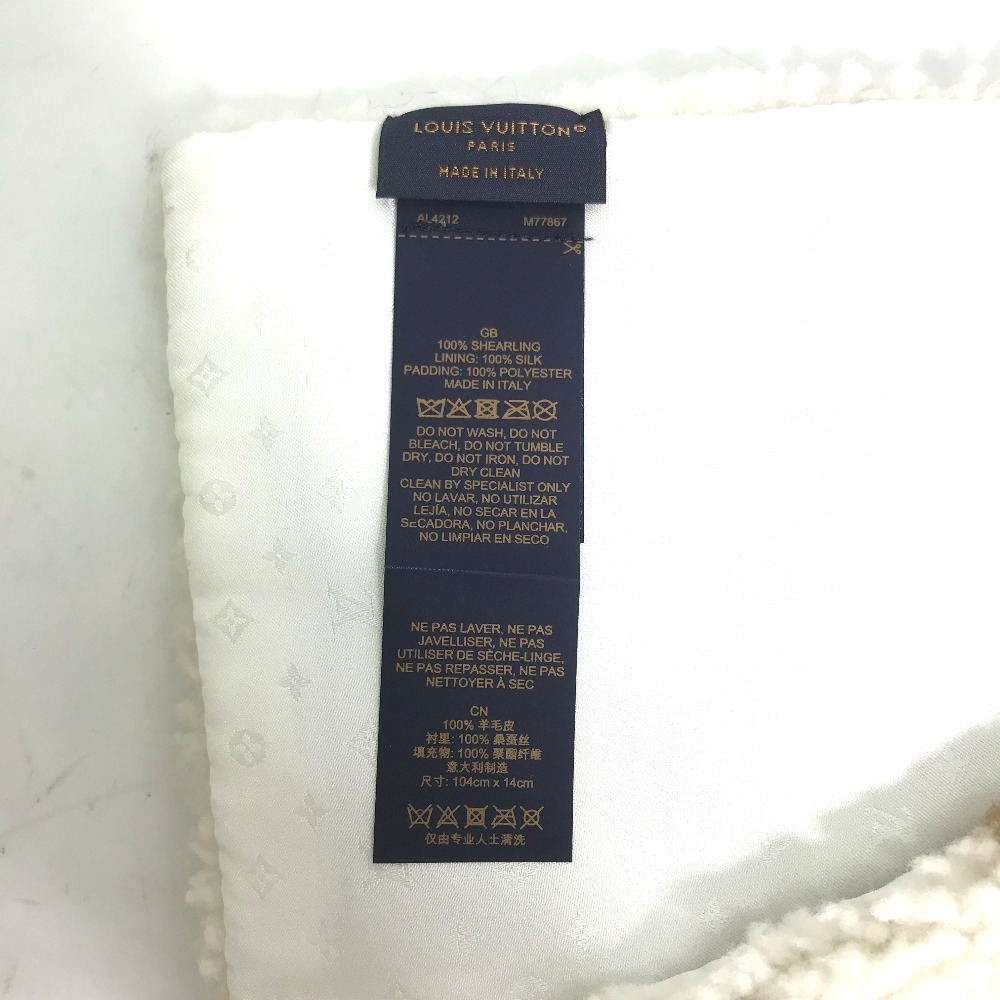 LOUIS VUITTON®
PARIS
MADE IN ITALY
AL4212 M77867
GB
100% SHEARLING
LINING: 100% SILK
PADDING: 100% POLYESTER
MADE IN ITALY
DO NOT WASH, DO NOT
BLEACH, DO NOT TUMBLE
DRY, DO NOT IRON, DO NOT
DRY CLEAN
CLEAN BY SPECIALIST ONLY
NO LAVAR, NO UTILIZAR
LEJÍA, NO SECAR EN LA
SECADORA, NO PLANCHAR,
NO LIMPIAR EN SECO
NE PAS LAVER, NE PAS
JAVELLISER, NE PAS
UTILISER DE SÈCHE-LINGE,
NE PAS REPASSER, NE PAS
NETTOYER À SEC
CN
100% 羊毛皮
衬里: 100% 桑蚕丝
填充物: 100% 聚酯纤维
意大利制造
尺寸: 104cm x 14cm
仅由专业人士清洗